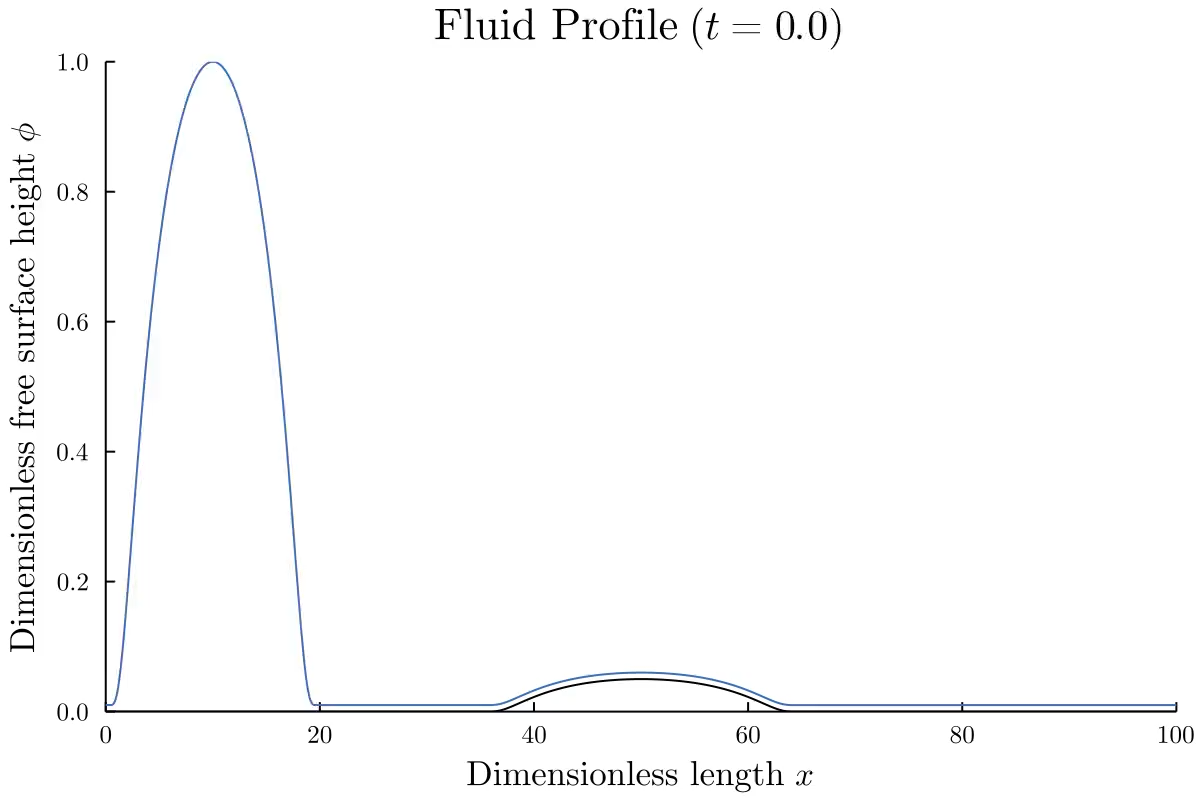 Fluid Profile (t = 0.0)
Dimensionless free surface height ϕ
1.0
0.8
0.6
0.4
0.2
0.0
0 20 40 60 80 100
Dimensionless length x